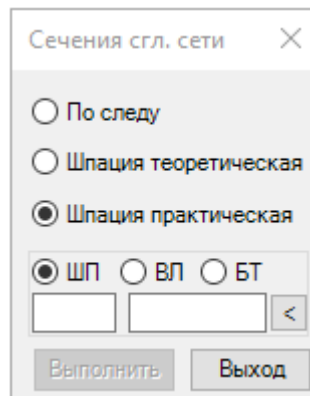 Сечения сгл. сети
По следу
Шпация теоретическая
Шпация практическая
ШП ВЛ БТ
<
Выполнить Выход